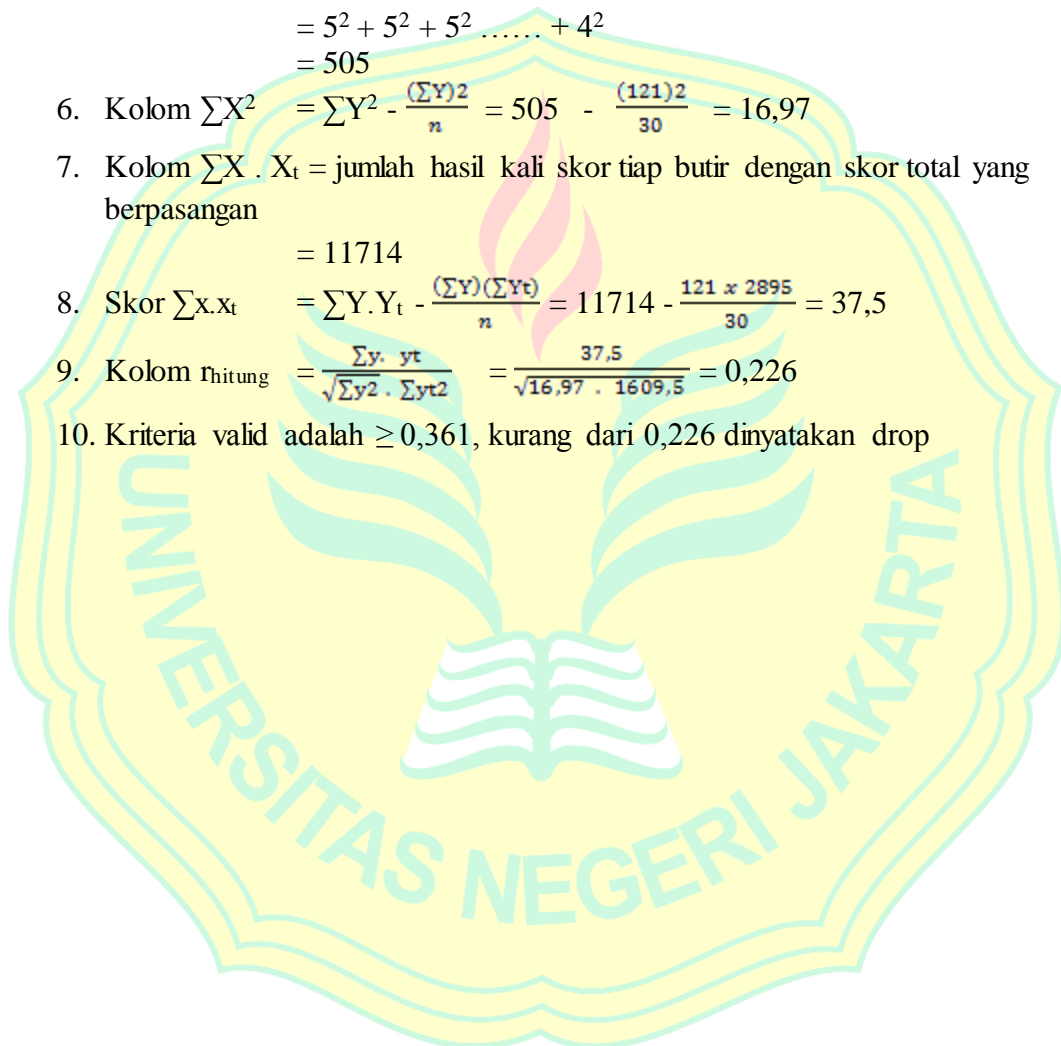 = 5² + 5² + 5² …… + 4²
= 505
6. Kolom ∑X² = ∑Y² - (∑Y)2 / n = 505 - (121)2 / 30 = 16,97
7. Kolom ∑X . Xₜ = jumlah hasil kali skor tiap butir dengan skor total yang
berpasangan
= 11714
8. Skor ∑x.xₜ = ∑Y.Yₜ - (∑Y)(∑Yt) / n = 11714 - 121 x 2895 / 30 = 37,5
9. Kolom rhitung = ∑y. yt / √∑y2 . ∑yt2 = 37,5 / √16,97 . 1609,5 = 0,226
10. Kriteria valid adalah ≥ 0,361, kurang dari 0,226 dinyatakan drop
UNIVERSITAS NEGERI JAKARTA